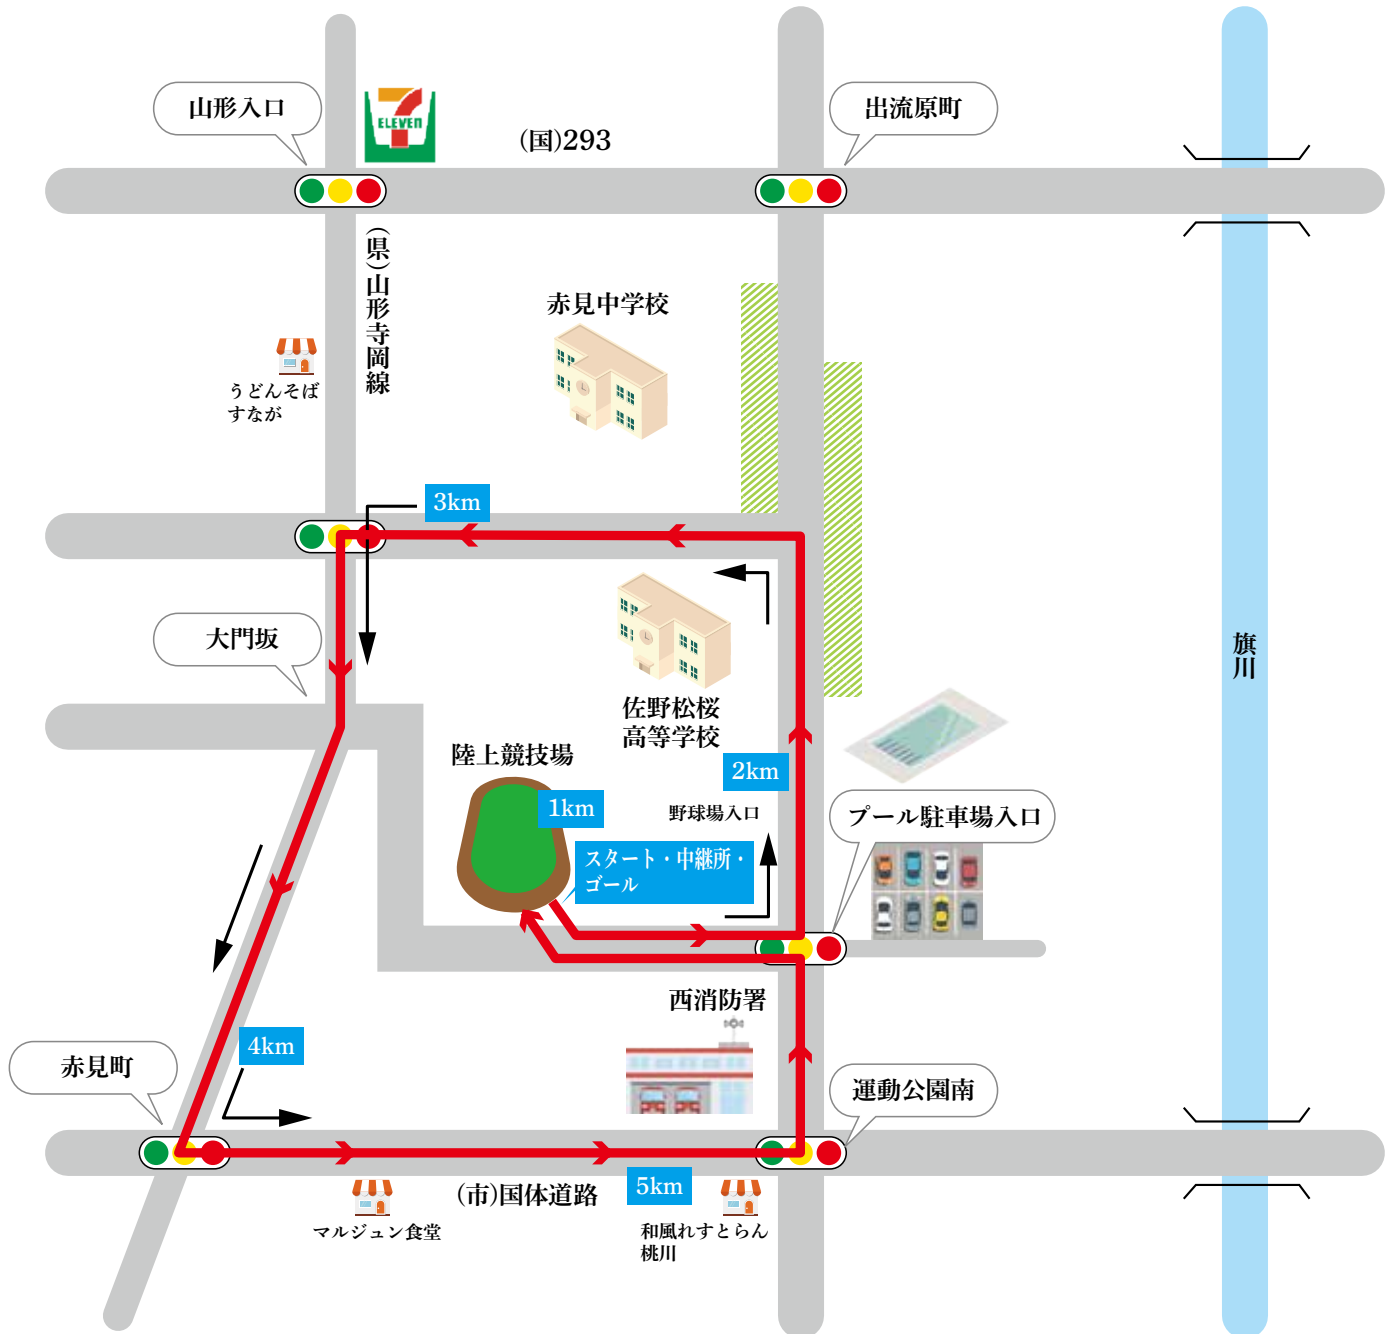 山形入口
ELEVEN
(国)293
出流原町
(県)山形寺岡線
赤見中学校
うどんそば
すなが
3km
大門坂
佐野松桜
高等学校
旗川
陸上競技場
2km
1km
野球場入口
プール駐車場入口
スタート・中継所・
ゴール
西消防署
4km
赤見町
運動公園南
(市)国体道路
5km
マルジュン食堂
和風れすとらん
桃川